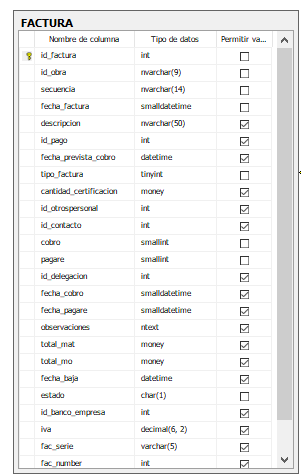 FACTURA
Nombre de columna Tipo de datos Permitir va...
id_factura int
id_obra nvarchar(9)
secuencia nvarchar(14)
fecha_factura smalldatetime
descripcion nvarchar(50)
id_pago int
fecha_prevista_cobro datetime
tipo_factura tinyint
cantidad_certificacion money
id_otrospersonal int
id_contacto int
cobro smallint
pagare smallint
id_delegacion int
fecha_cobro smalldatetime
fecha_pagare smalldatetime
observaciones ntext
total_mat money
total_mo money
fecha_baja datetime
estado char(1)
id_banco_empresa int
iva decimal(6, 2)
fac_serie varchar(5)
fac_number int